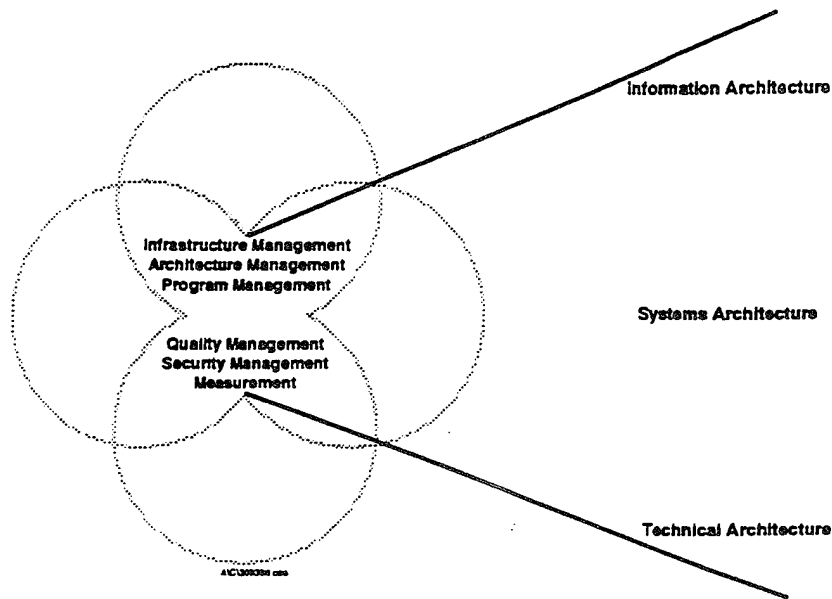 Information Architecture
Infrastructure Management
Architecture Management
Program Management
Systems Architecture
Quality Management
Security Management
Measurement
Technical Architecture